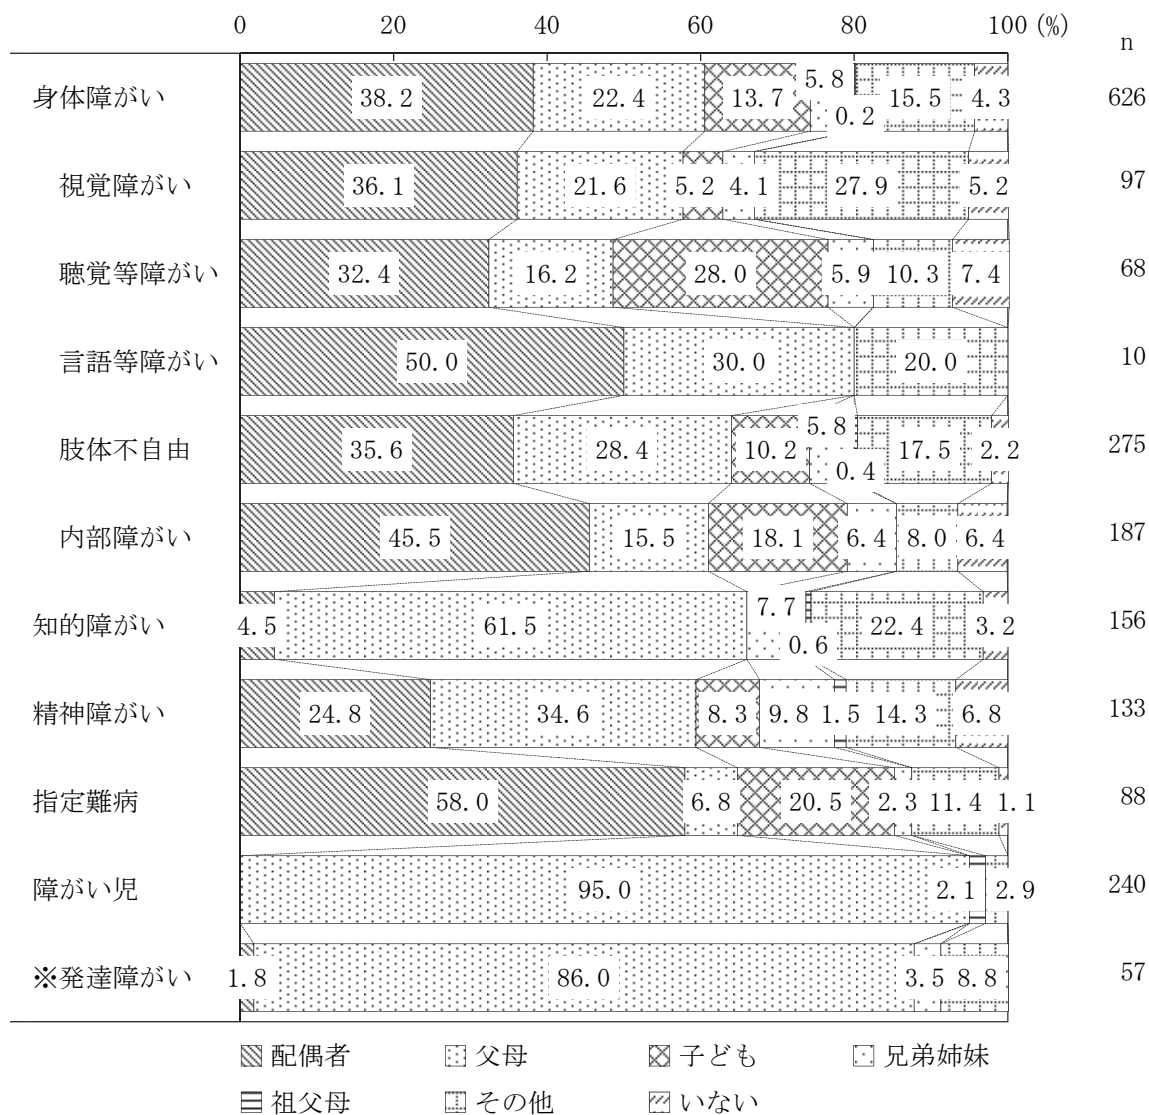 0 20 40 60 80 100 (%)
n
身体障がい 38.2 22.4 13.7 5.8 0.2 15.5 4.3 626
視覚障がい 36.1 21.6 5.2 4.1 27.9 5.2 97
聴覚等障がい 32.4 16.2 28.0 5.9 10.3 7.4 68
言語等障がい 50.0 30.0 20.0 10
肢体不自由 35.6 28.4 10.2 5.8 0.4 17.5 2.2 275
内部障がい 45.5 15.5 18.1 6.4 8.0 6.4 187
知的障がい 4.5 61.5 7.7 0.6 22.4 3.2 156
精神障がい 24.8 34.6 8.3 9.8 1.5 14.3 6.8 133
指定難病 58.0 6.8 20.5 2.3 11.4 1.1 88
障がい児 95.0 2.1 2.9 240
※発達障がい 1.8 86.0 3.5 8.8 57
配偶者 父母 子ども 兄弟姉妹
祖父母 その他 いない